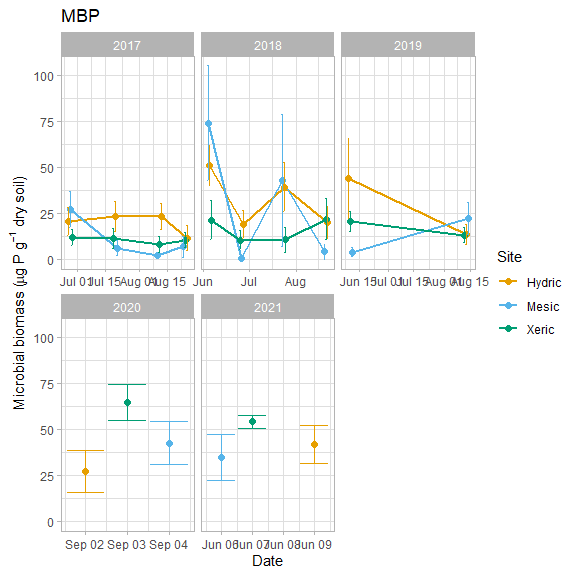 MBP
2017 2018 2019
100
75
50
25
0
Jul 01 Jul 15 Aug 01 Aug 15 Jun Jul Aug Jun 15 Jul 01 Jul 15 Aug 01 Aug 15
Microbial biomass (µg P g⁻¹ dry soil)
Site
Hydric
Mesic
Xeric
2020 2021
100
75
50
25
0
Sep 02 Sep 03 Sep 04 Jun 06 Jun 07 Jun 08 Jun 09
Date